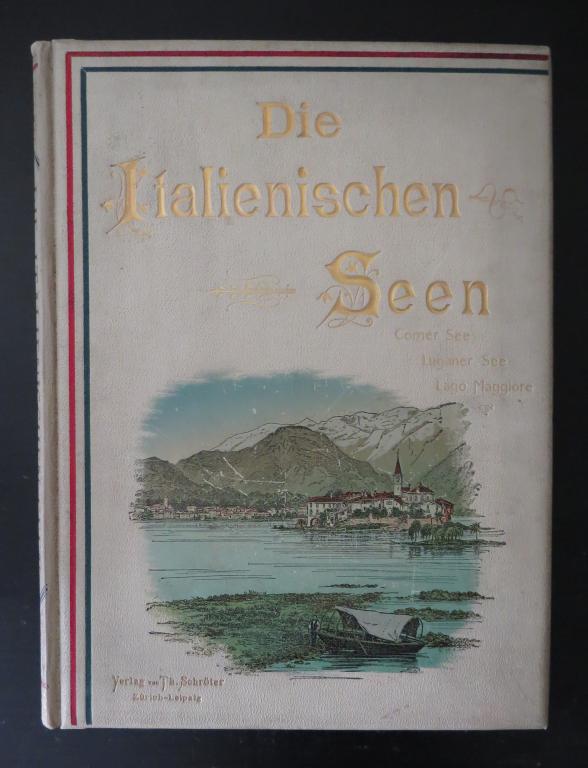 Die
Italienischen
Seen
Comer See
Luganer See
Lago Maggiore
Verlag von Th. Schröter
Zürich-Leipzig